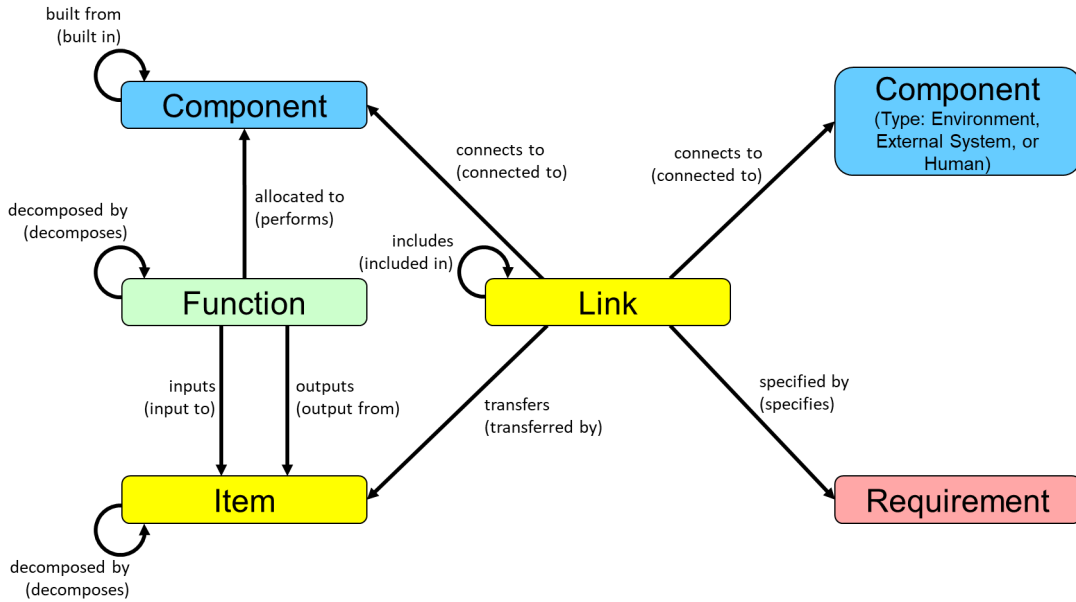 built from
(built in)
Component
Component
(Type: Environment,
External System, or
Human)
connects to
(connected to)
connects to
(connected to)
allocated to
(performs)
decomposed by
(decomposes)
includes
(included in)
Function
Link
inputs
(input to)
outputs
(output from)
transfers
(transferred by)
specified by
(specifies)
Item
Requirement
decomposed by
(decomposes)